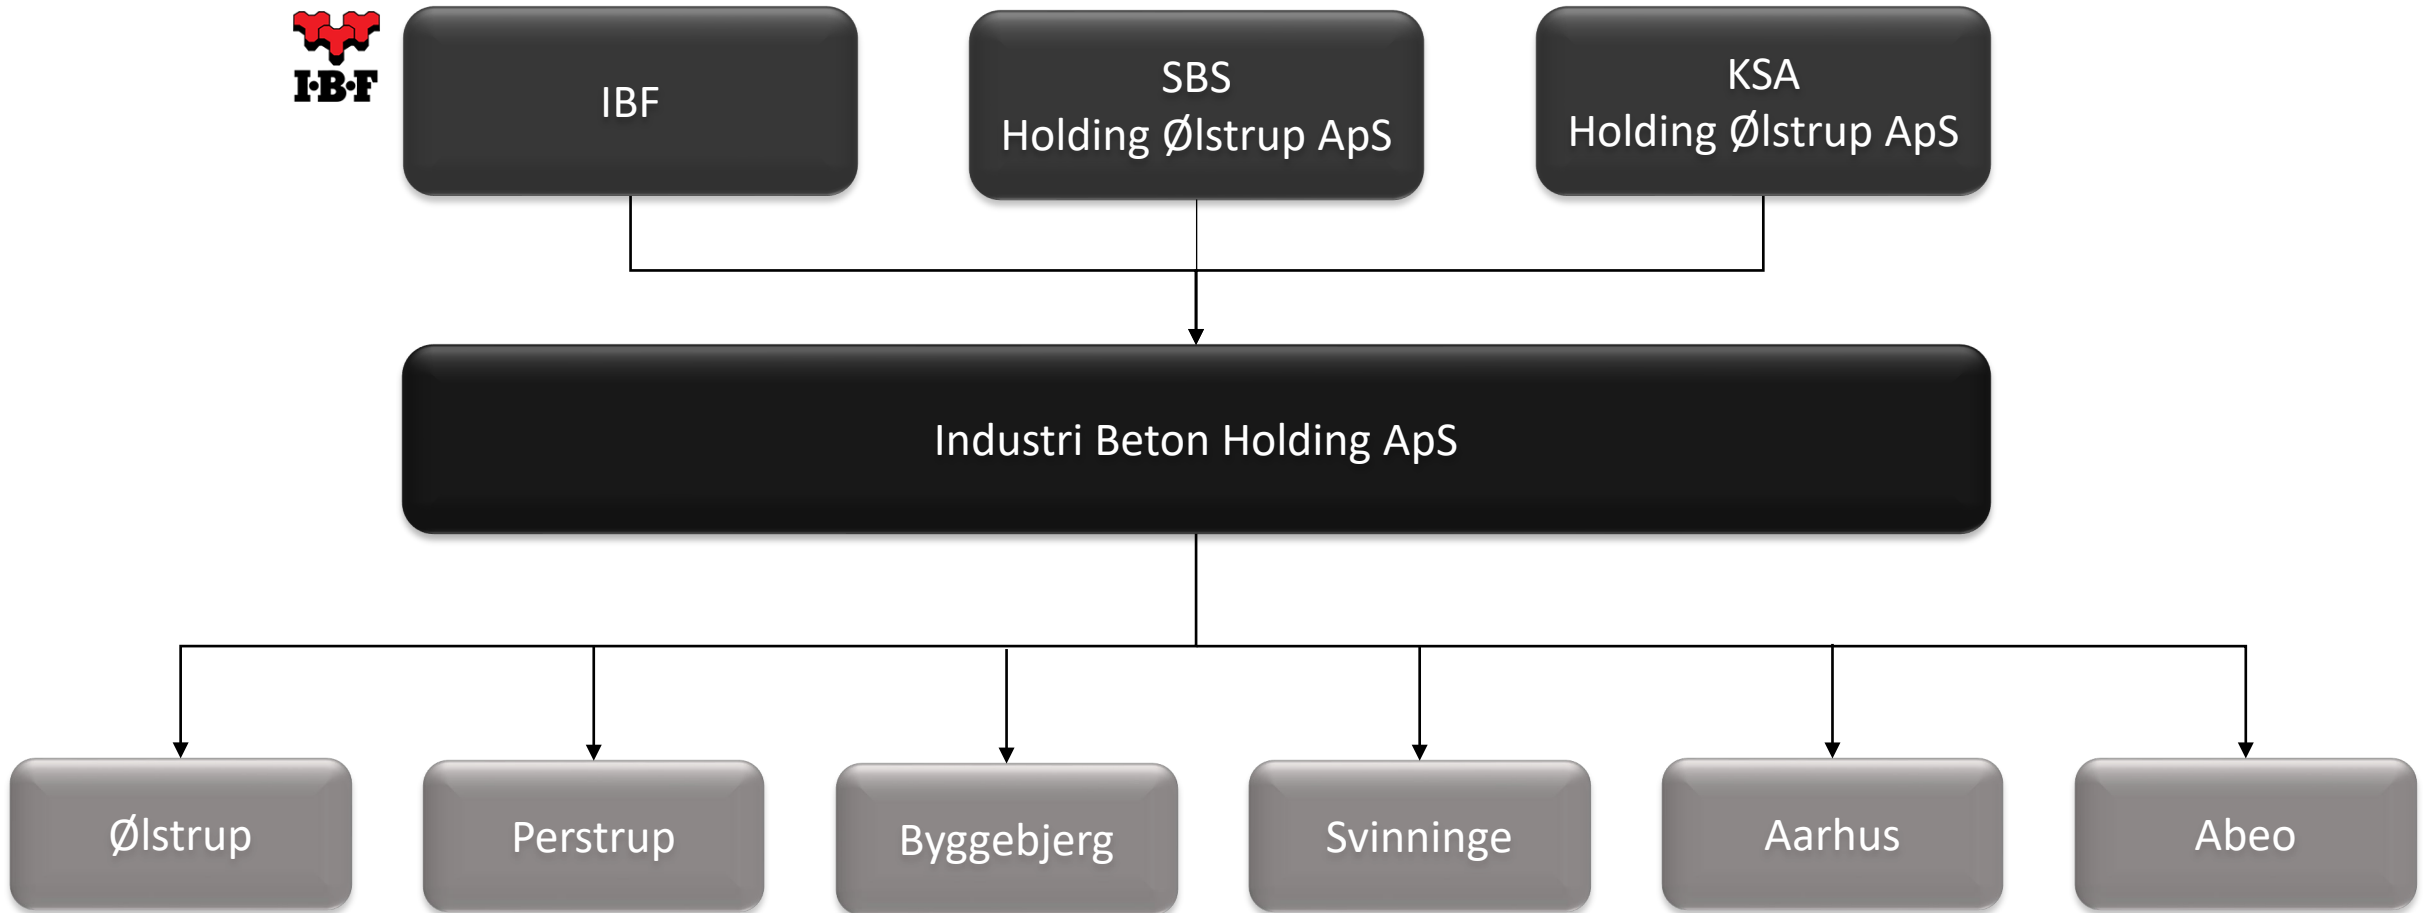 I·B·F
IBF
SBS
Holding Ølstrup ApS
KSA
Holding Ølstrup ApS
Industri Beton Holding ApS
Ølstrup
Perstrup
Byggebjerg
Svinninge
Aarhus
Abeo